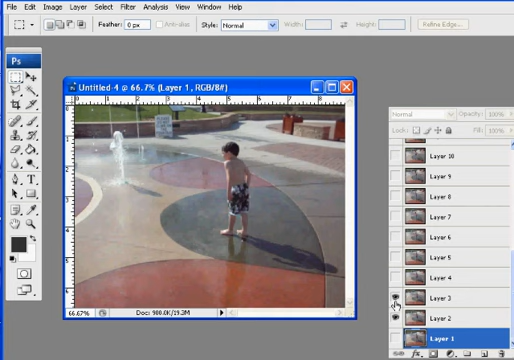 File Edit Image Layer Select Filter Analysis View Window Help
Feather: 0 px Anti-alias Style: Normal Width: Height: Refine Edge...
Ps
Untitled-4 @ 66.7% (Layer 1, RGB/8#)
66.67% Doc: 900.0K/19.3M
Normal Opacity: 100%
Lock: 100%
Layer 10
Layer 9
Layer 8
Layer 7
Layer 6
Layer 5
Layer 4
Layer 3
Layer 2
Layer 1